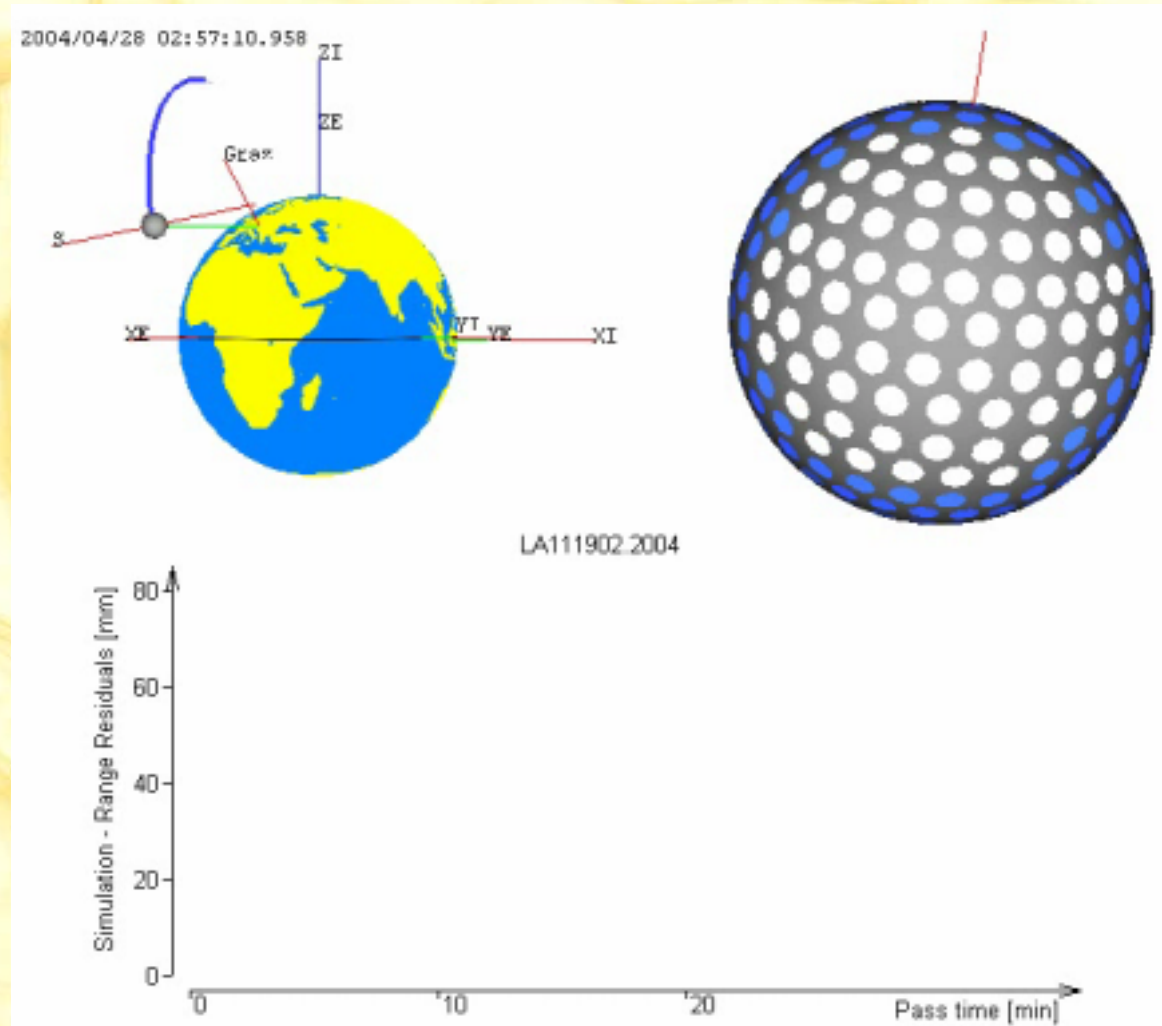 2004/04/28 02:57:10.958
ZI
ZE
Graz
S
XE
YI
YE
XI
LA111902.2004
Simulation - Range Residuals [mm]
80
60
40
20
0
0
10
20
Pass time [min]